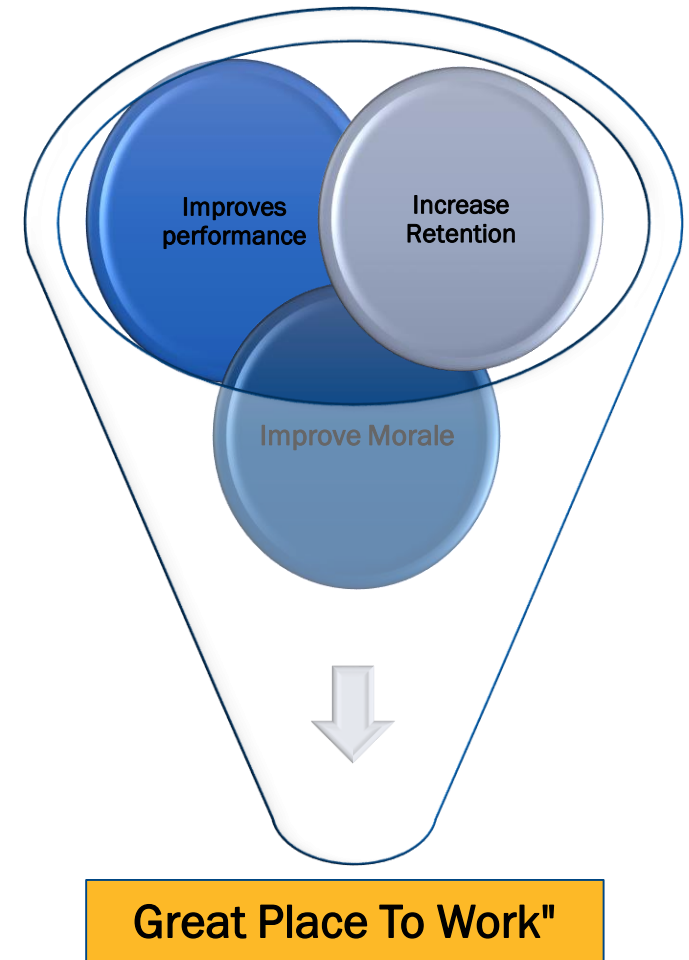 Improves
performance
Increase
Retention
Improve Morale
Great Place To Work"